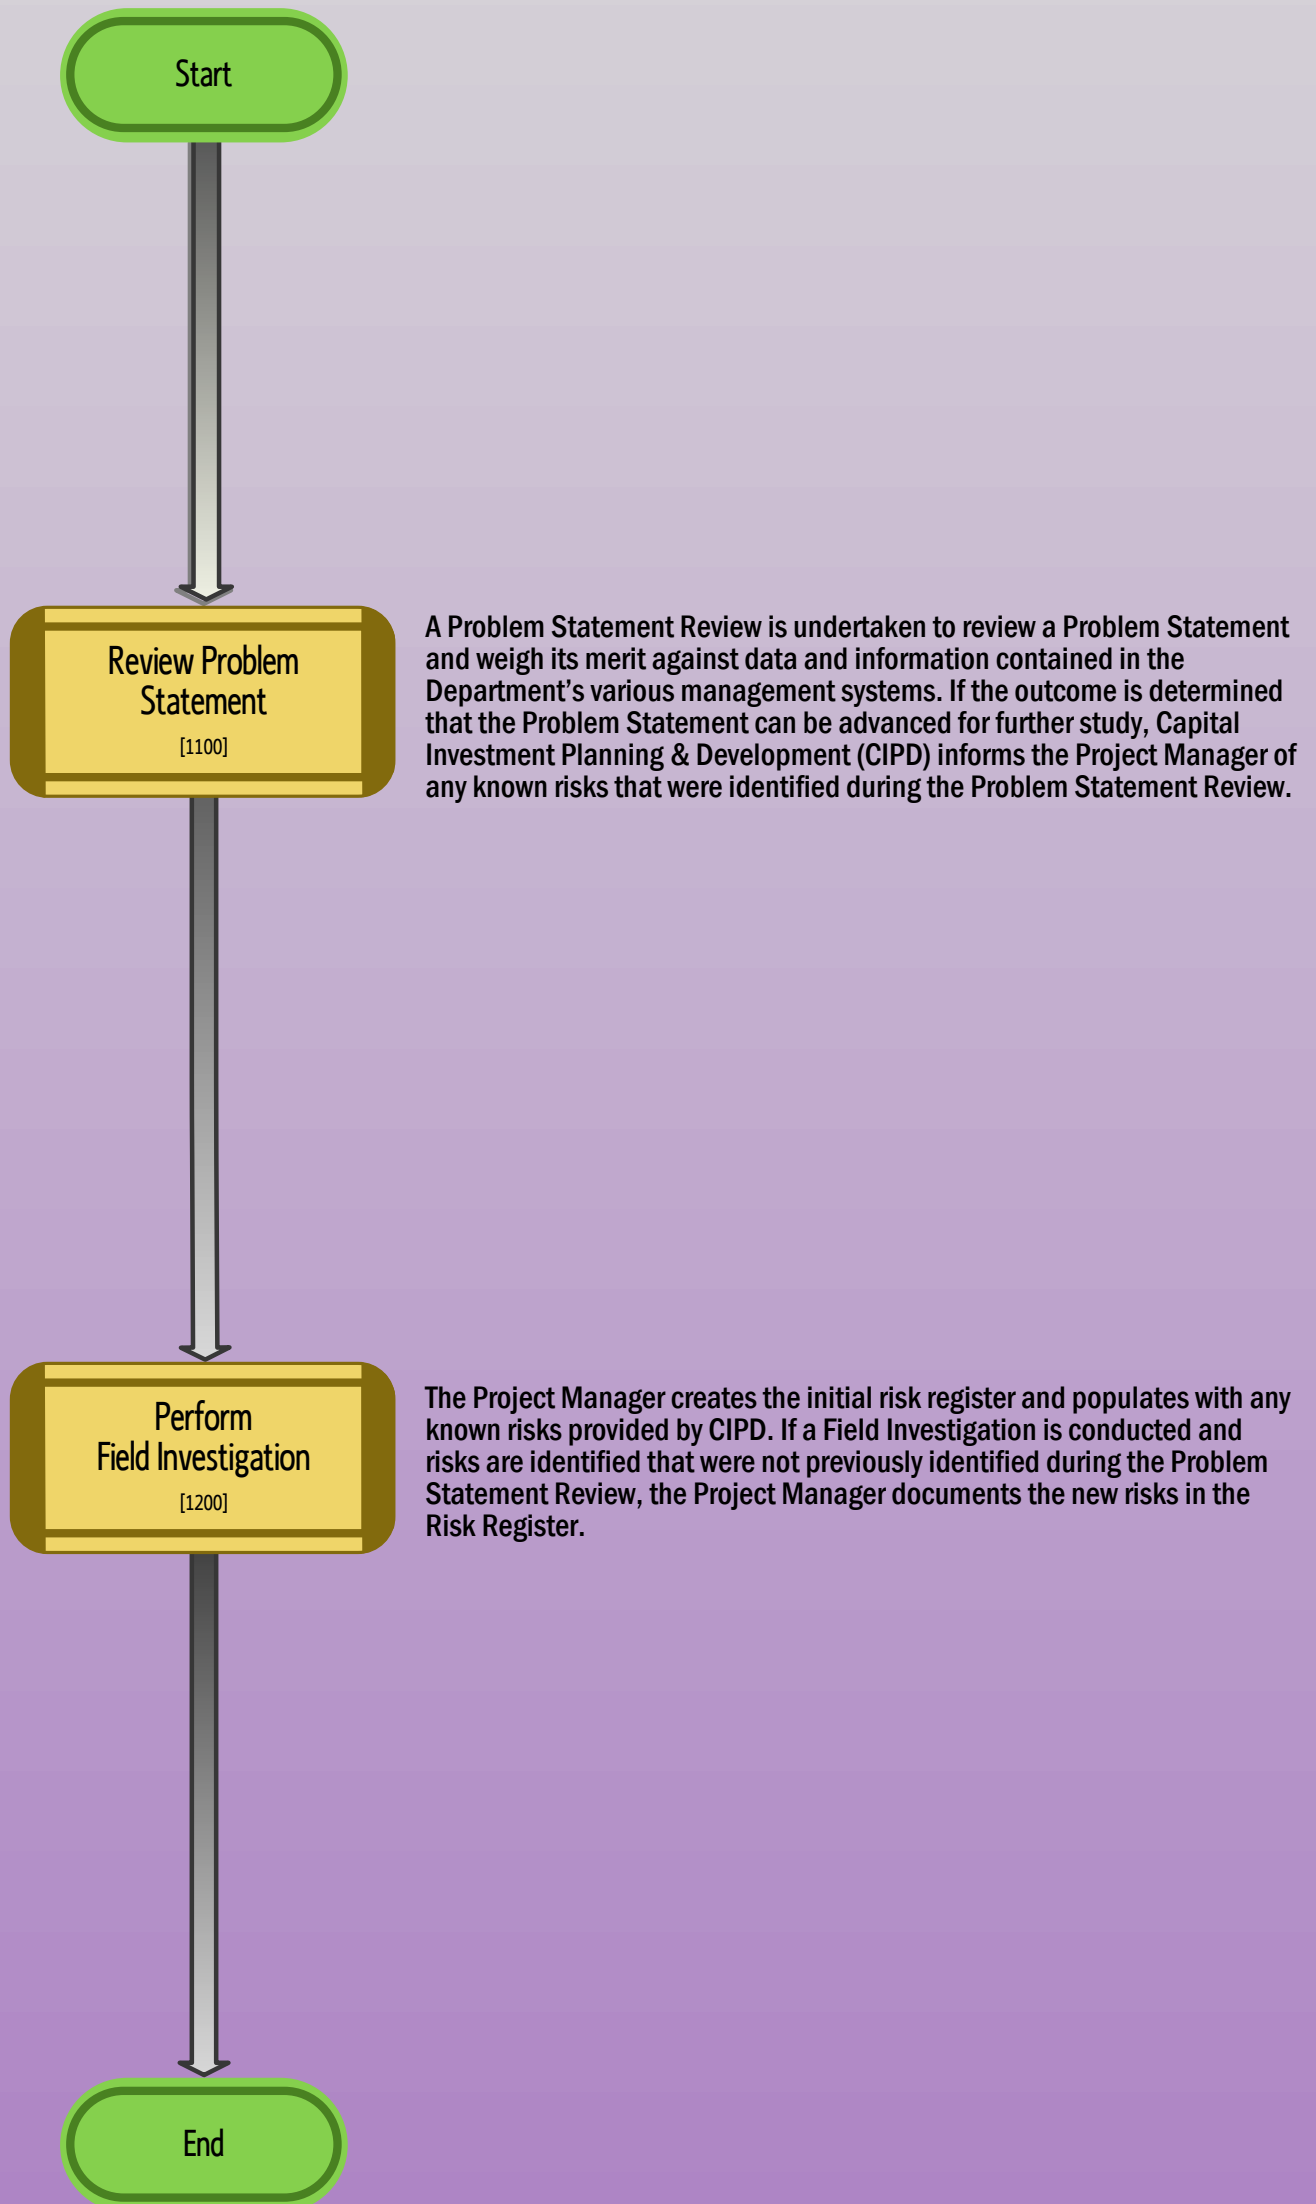 Start
Review Problem
Statement
[1100]
A Problem Statement Review is undertaken to review a Problem Statement
and weigh its merit against data and information contained in the
Department’s various management systems. If the outcome is determined
that the Problem Statement can be advanced for further study, Capital
Investment Planning & Development (CIPD) informs the Project Manager of
any known risks that were identified during the Problem Statement Review.
Perform
Field Investigation
[1200]
The Project Manager creates the initial risk register and populates with any
known risks provided by CIPD. If a Field Investigation is conducted and
risks are identified that were not previously identified during the Problem
Statement Review, the Project Manager documents the new risks in the
Risk Register.
End